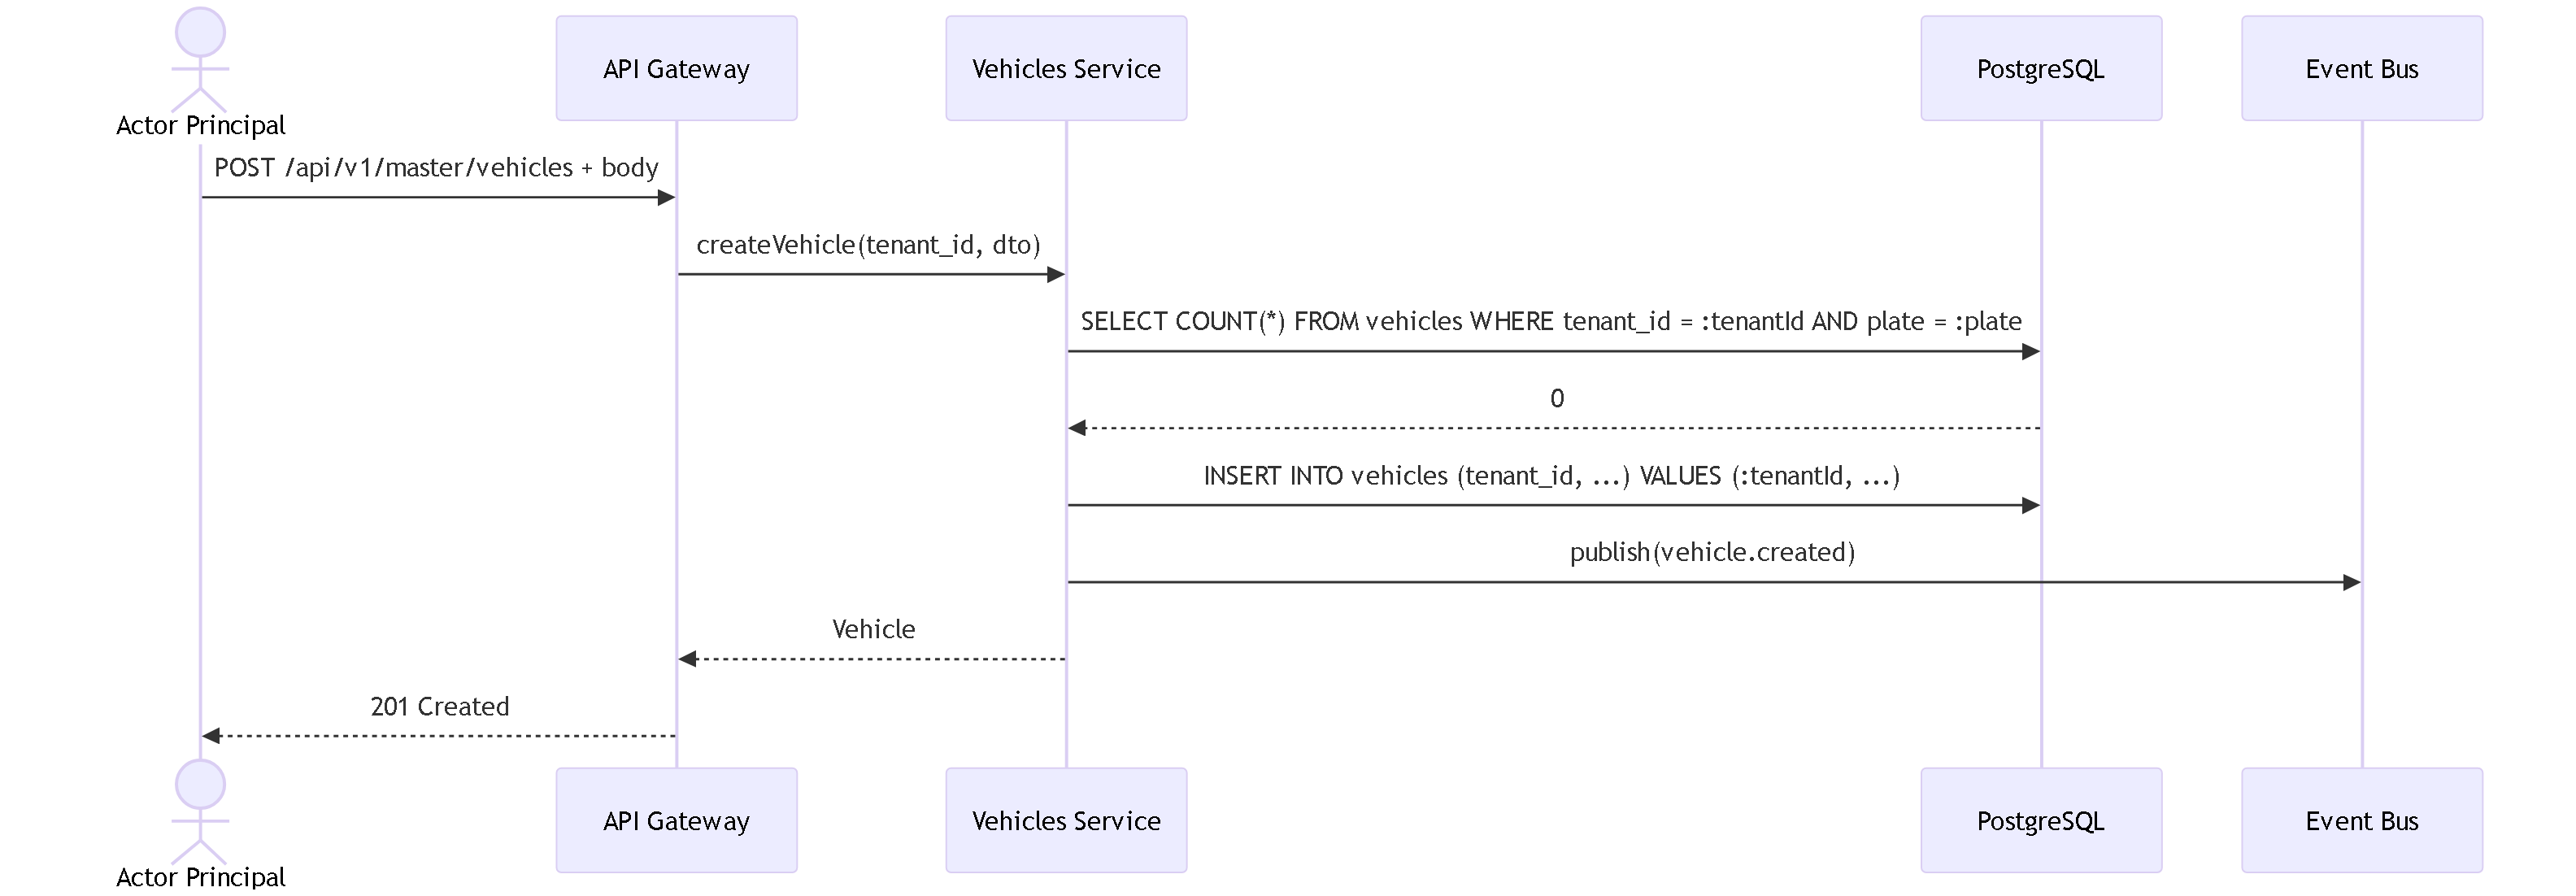 API Gateway
Vehicles Service
PostgreSQL
Event Bus
Actor Principal
POST /api/v1/master/vehicles + body
createVehicle(tenant_id, dto)
SELECT COUNT(*) FROM vehicles WHERE tenant_id = :tenantId AND plate = :plate
0
INSERT INTO vehicles (tenant_id, ...) VALUES (:tenantId, ...)
publish(vehicle.created)
Vehicle
201 Created
API Gateway
Vehicles Service
PostgreSQL
Event Bus
Actor Principal